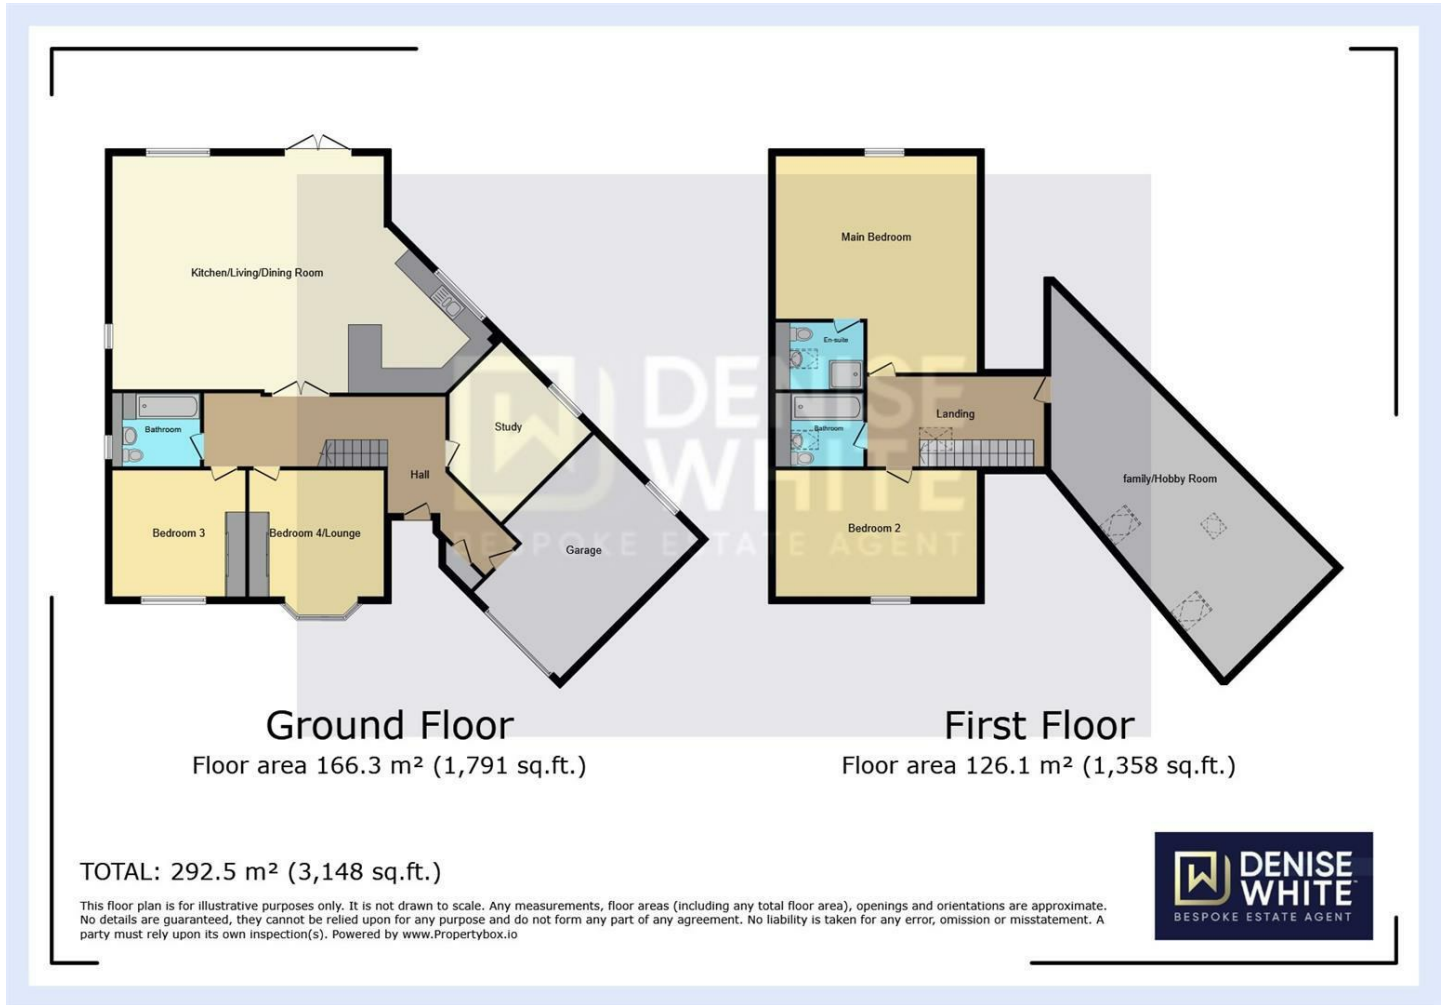 Kitchen/Living/Dining Room
Bathroom
Study
Hall
Bedroom 3
Bedroom 4/Lounge
Garage
Main Bedroom
En-suite
Bathroom
Landing
Bedroom 2
family/Hobby Room
DENISE
WHITE
BESPOKE ESTATE AGENT
Ground Floor
Floor area 166.3 m² (1,791 sq.ft.)
First Floor
Floor area 126.1 m² (1,358 sq.ft.)
TOTAL: 292.5 m² (3,148 sq.ft.)
This floor plan is for illustrative purposes only. It is not drawn to scale. Any measurements, floor areas (including any total floor area), openings and orientations are approximate.
No details are guaranteed, they cannot be relied upon for any purpose and do not form any part of any agreement. No liability is taken for any error, omission or misstatement. A
party must rely upon its own inspection(s). Powered by www.Propertybox.io
DENISE
WHITE™
BESPOKE ESTATE AGENT